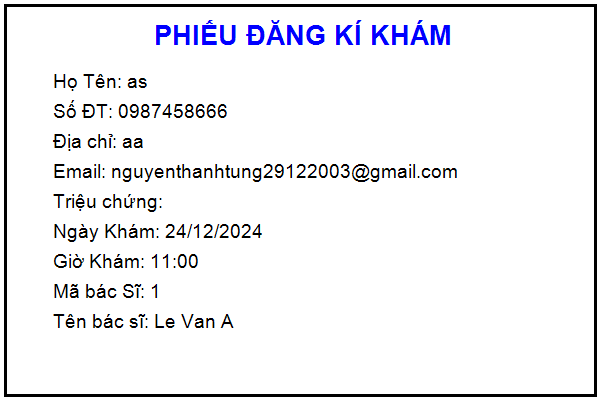 PHIẾU ĐĂNG KÍ KHÁM
Họ Tên: as
Số ĐT: 0987458666
Địa chỉ: aa
Email: nguyenthanhtung29122003@gmail.com
Triệu chứng:
Ngày Khám: 24/12/2024
Giờ Khám: 11:00
Mã bác Sĩ: 1
Tên bác sĩ: Le Van A